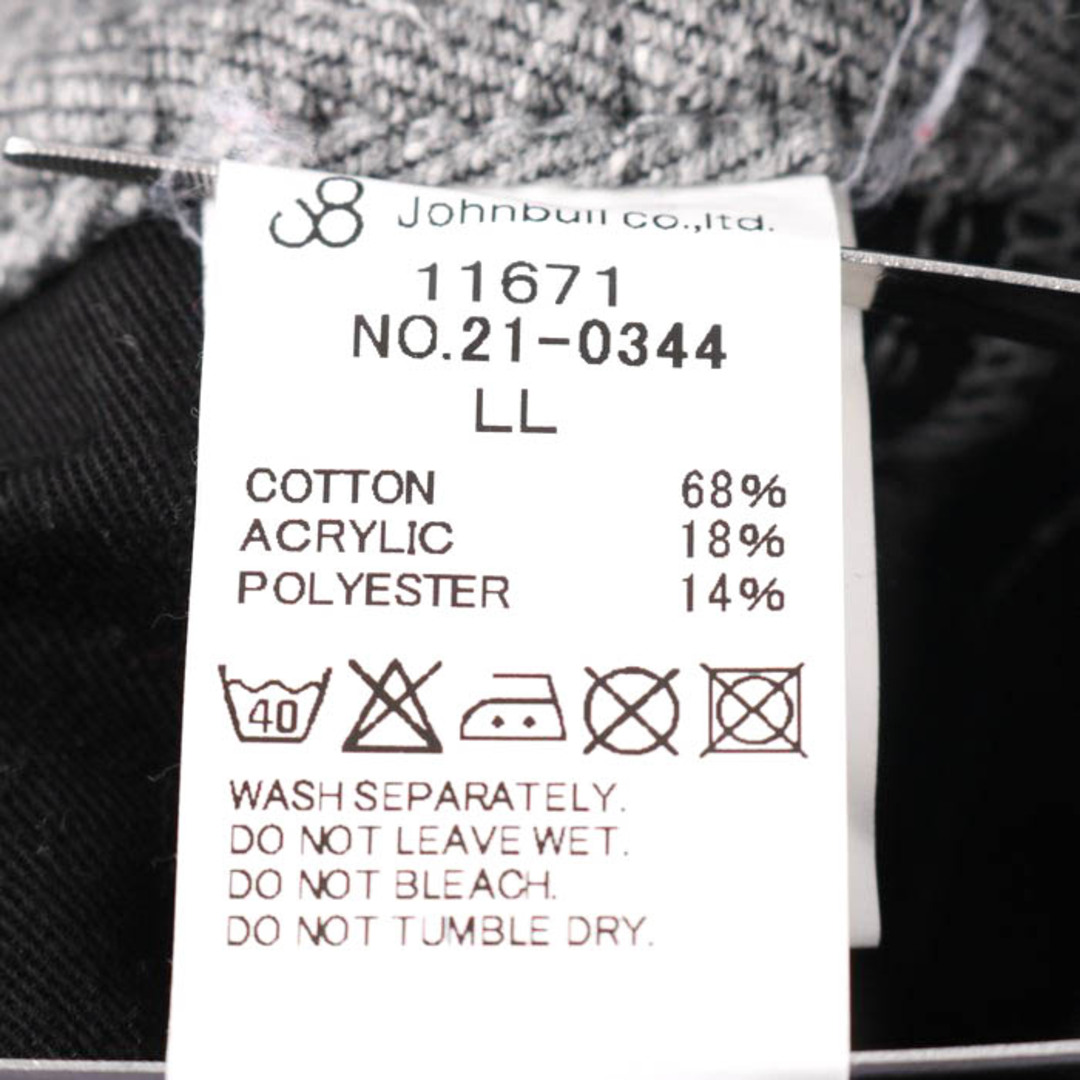 Johnbull co.,ltd.
11671
NO.21-0344
LL
COTTON 68%
ACRYLIC 18%
POLYESTER 14%
40
WASH SEPARATELY.
DO NOT LEAVE WET.
DO NOT BLEACH.
DO NOT TUMBLE DRY.